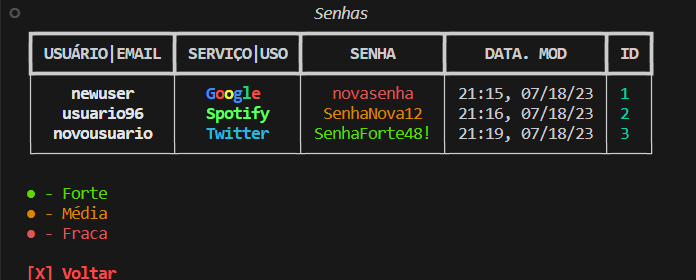 Senhas
USUÁRIO|EMAIL SERVIÇO|USO SENHA DATA. MOD ID
newuser Google novasenha 21:15, 07/18/23 1
usuario96 Spotify SenhaNova12 21:16, 07/18/23 2
novousuario Twitter SenhaForte48! 21:19, 07/18/23 3
● - Forte
● - Média
● - Fraca
[X] Voltar